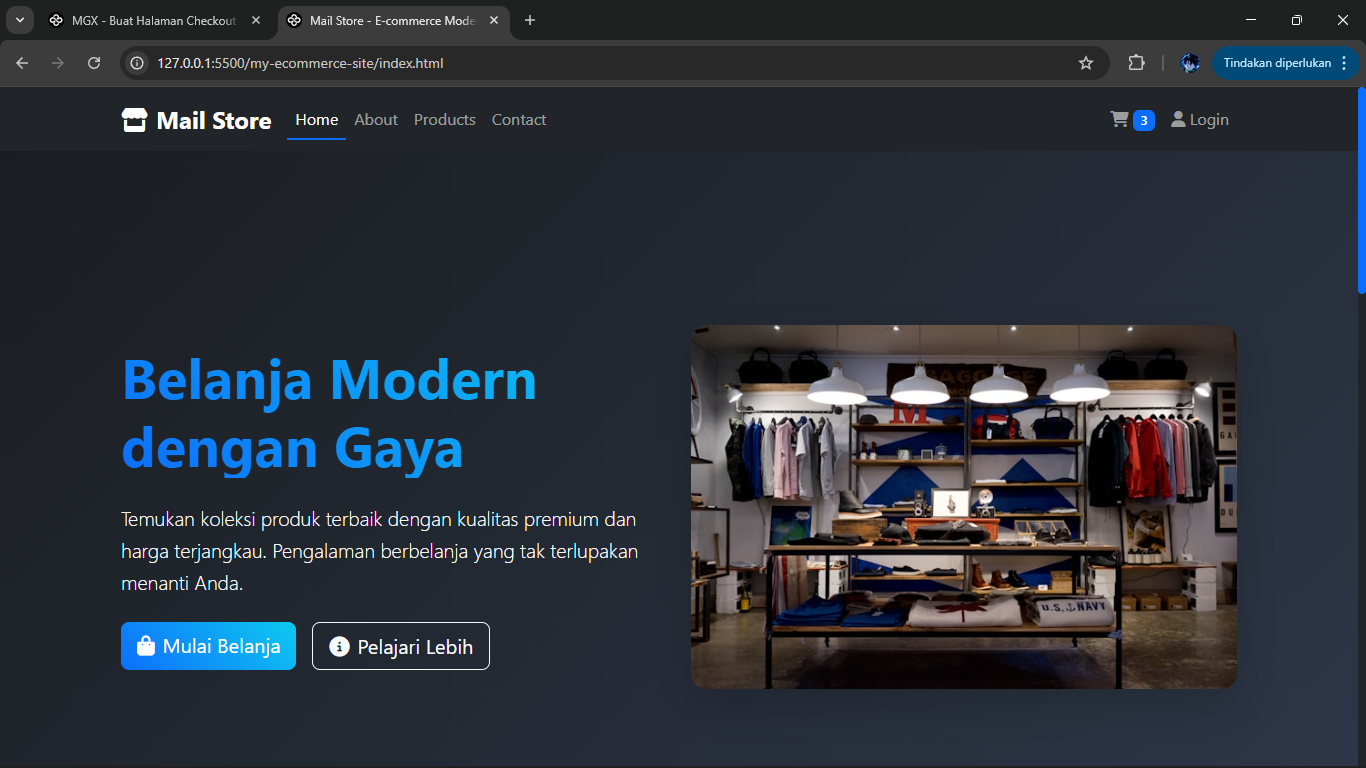 MGX - Buat Halaman Checkout
Mail Store - E-commerce Mode
127.0.0.1:5500/my-ecommerce-site/index.html
Tindakan diperlukan
Mail Store
Home
About
Products
Contact
3
Login
Belanja Modern
dengan Gaya
Temukan koleksi produk terbaik dengan kualitas premium dan
harga terjangkau. Pengalaman berbelanja yang tak terlupakan
menanti Anda.
Mulai Belanja
Pelajari Lebih
M
U.S. NAVY